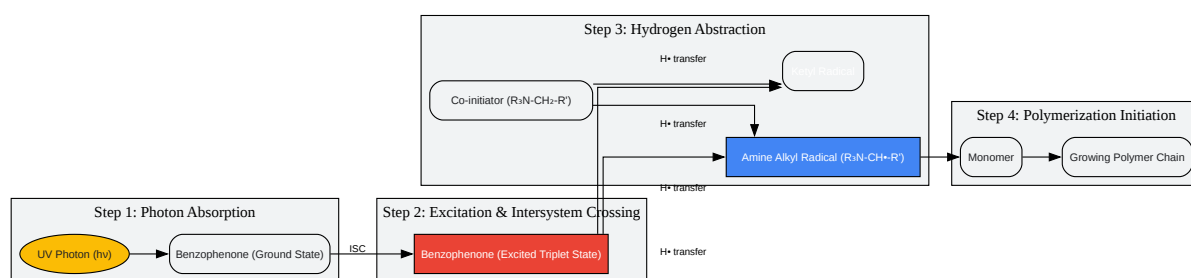 Step 3: Hydrogen Abstraction
H• transfer
Ketyl Radical
Co-initiator (R₃N-CH₂-R')
H• transfer
Amine Alkyl Radical (R₃N-CH•-R')
H• transfer
H• transfer
Step 4: Polymerization Initiation
Monomer
Growing Polymer Chain
Step 1: Photon Absorption
UV Photon (hν)
Benzophenone (Ground State)
ISC
Step 2: Excitation & Intersystem Crossing
Benzophenone (Excited Triplet State)